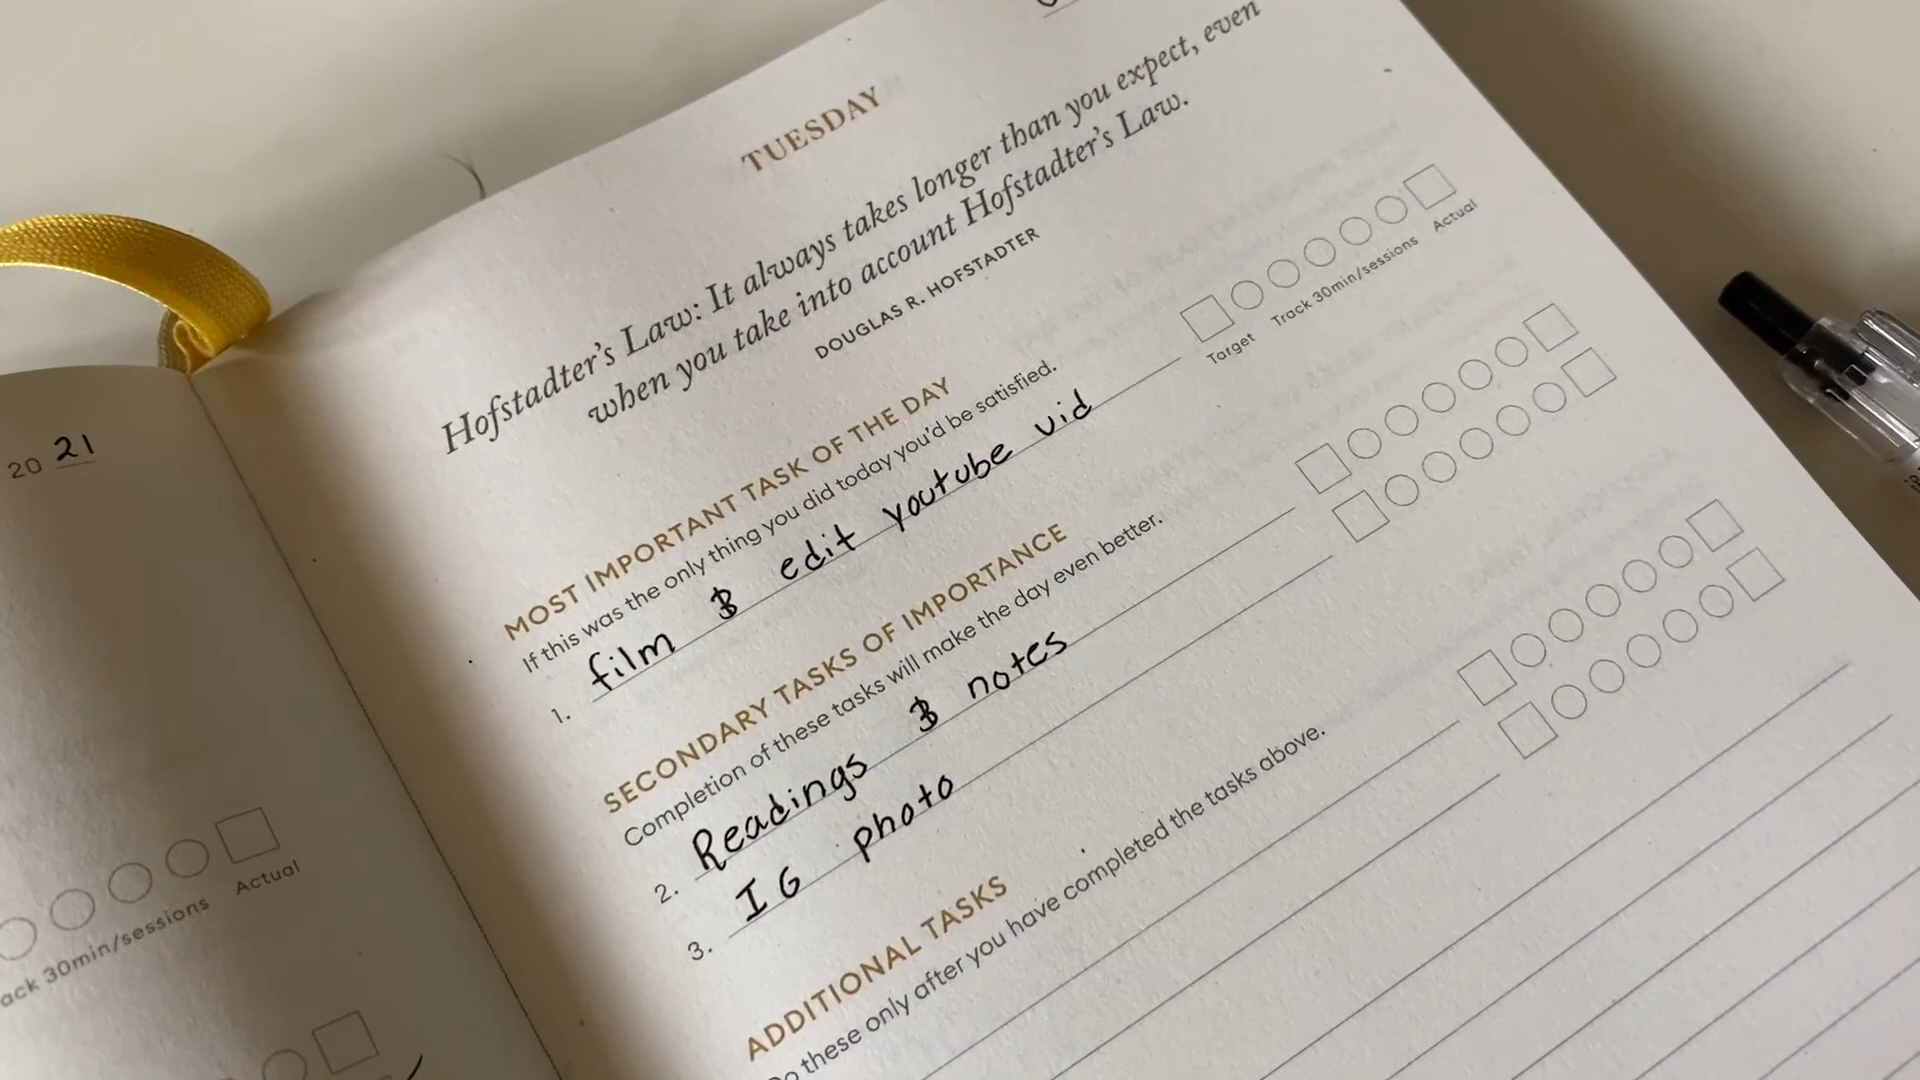 20 21
Actual
30min/sessions
TUESDAY
Hofstadter's Law: It always takes longer than you expect, even
when you take into account Hofstadter's Law.
DOUGLAS R. HOFSTADTER
MOST IMPORTANT TASK OF THE DAY
If this was the only thing you did today you'd be satisfied.
1. film & edit youtube vid
Target Track 30min/sessions Actual
SECONDARY TASKS OF IMPORTANCE
Completion of these tasks will make the day even better.
2. Readings & notes
3. IG photo
ADDITIONAL TASKS
these only after you have completed the tasks above.